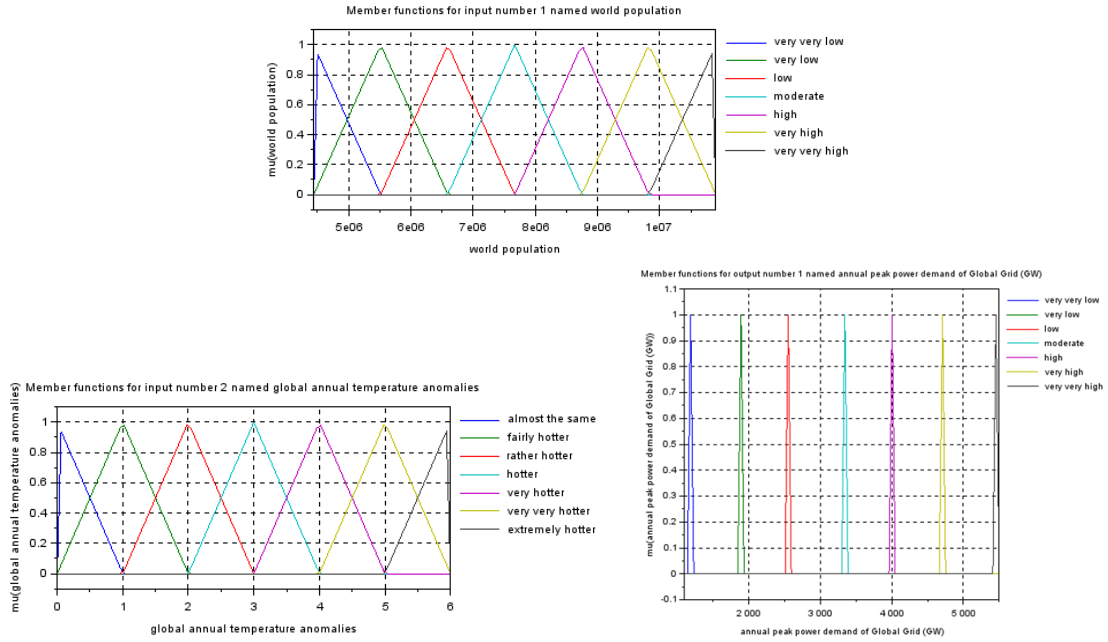 Member functions for input number 1 named world population
mu(world population)
1
0.8
0.6
0.4
0.2
0
5e06 6e06 7e06 8e06 9e06 1e07
world population
very very low
very low
low
moderate
high
very high
very very high
Member functions for input number 2 named global annual temperature anomalies
mu(global annual temperature anomalies)
1
0.8
0.6
0.4
0.2
0
0 1 2 3 4 5 6
global annual temperature anomalies
almost the same
fairly hotter
rather hotter
hotter
very hotter
very very hotter
extremely hotter
Member functions for output number 1 named annual peak power demand of Global Grid (GW)
mu(annual peak power demand of Global Grid (GW))
1.1
1
0.9
0.8
0.7
0.6
0.5
0.4
0.3
0.2
0.1
0
-0.1
2 000 3 000 4 000 5 000
annual peak power demand of Global Grid (GW)
very very low
very low
low
moderate
high
very high
very very high